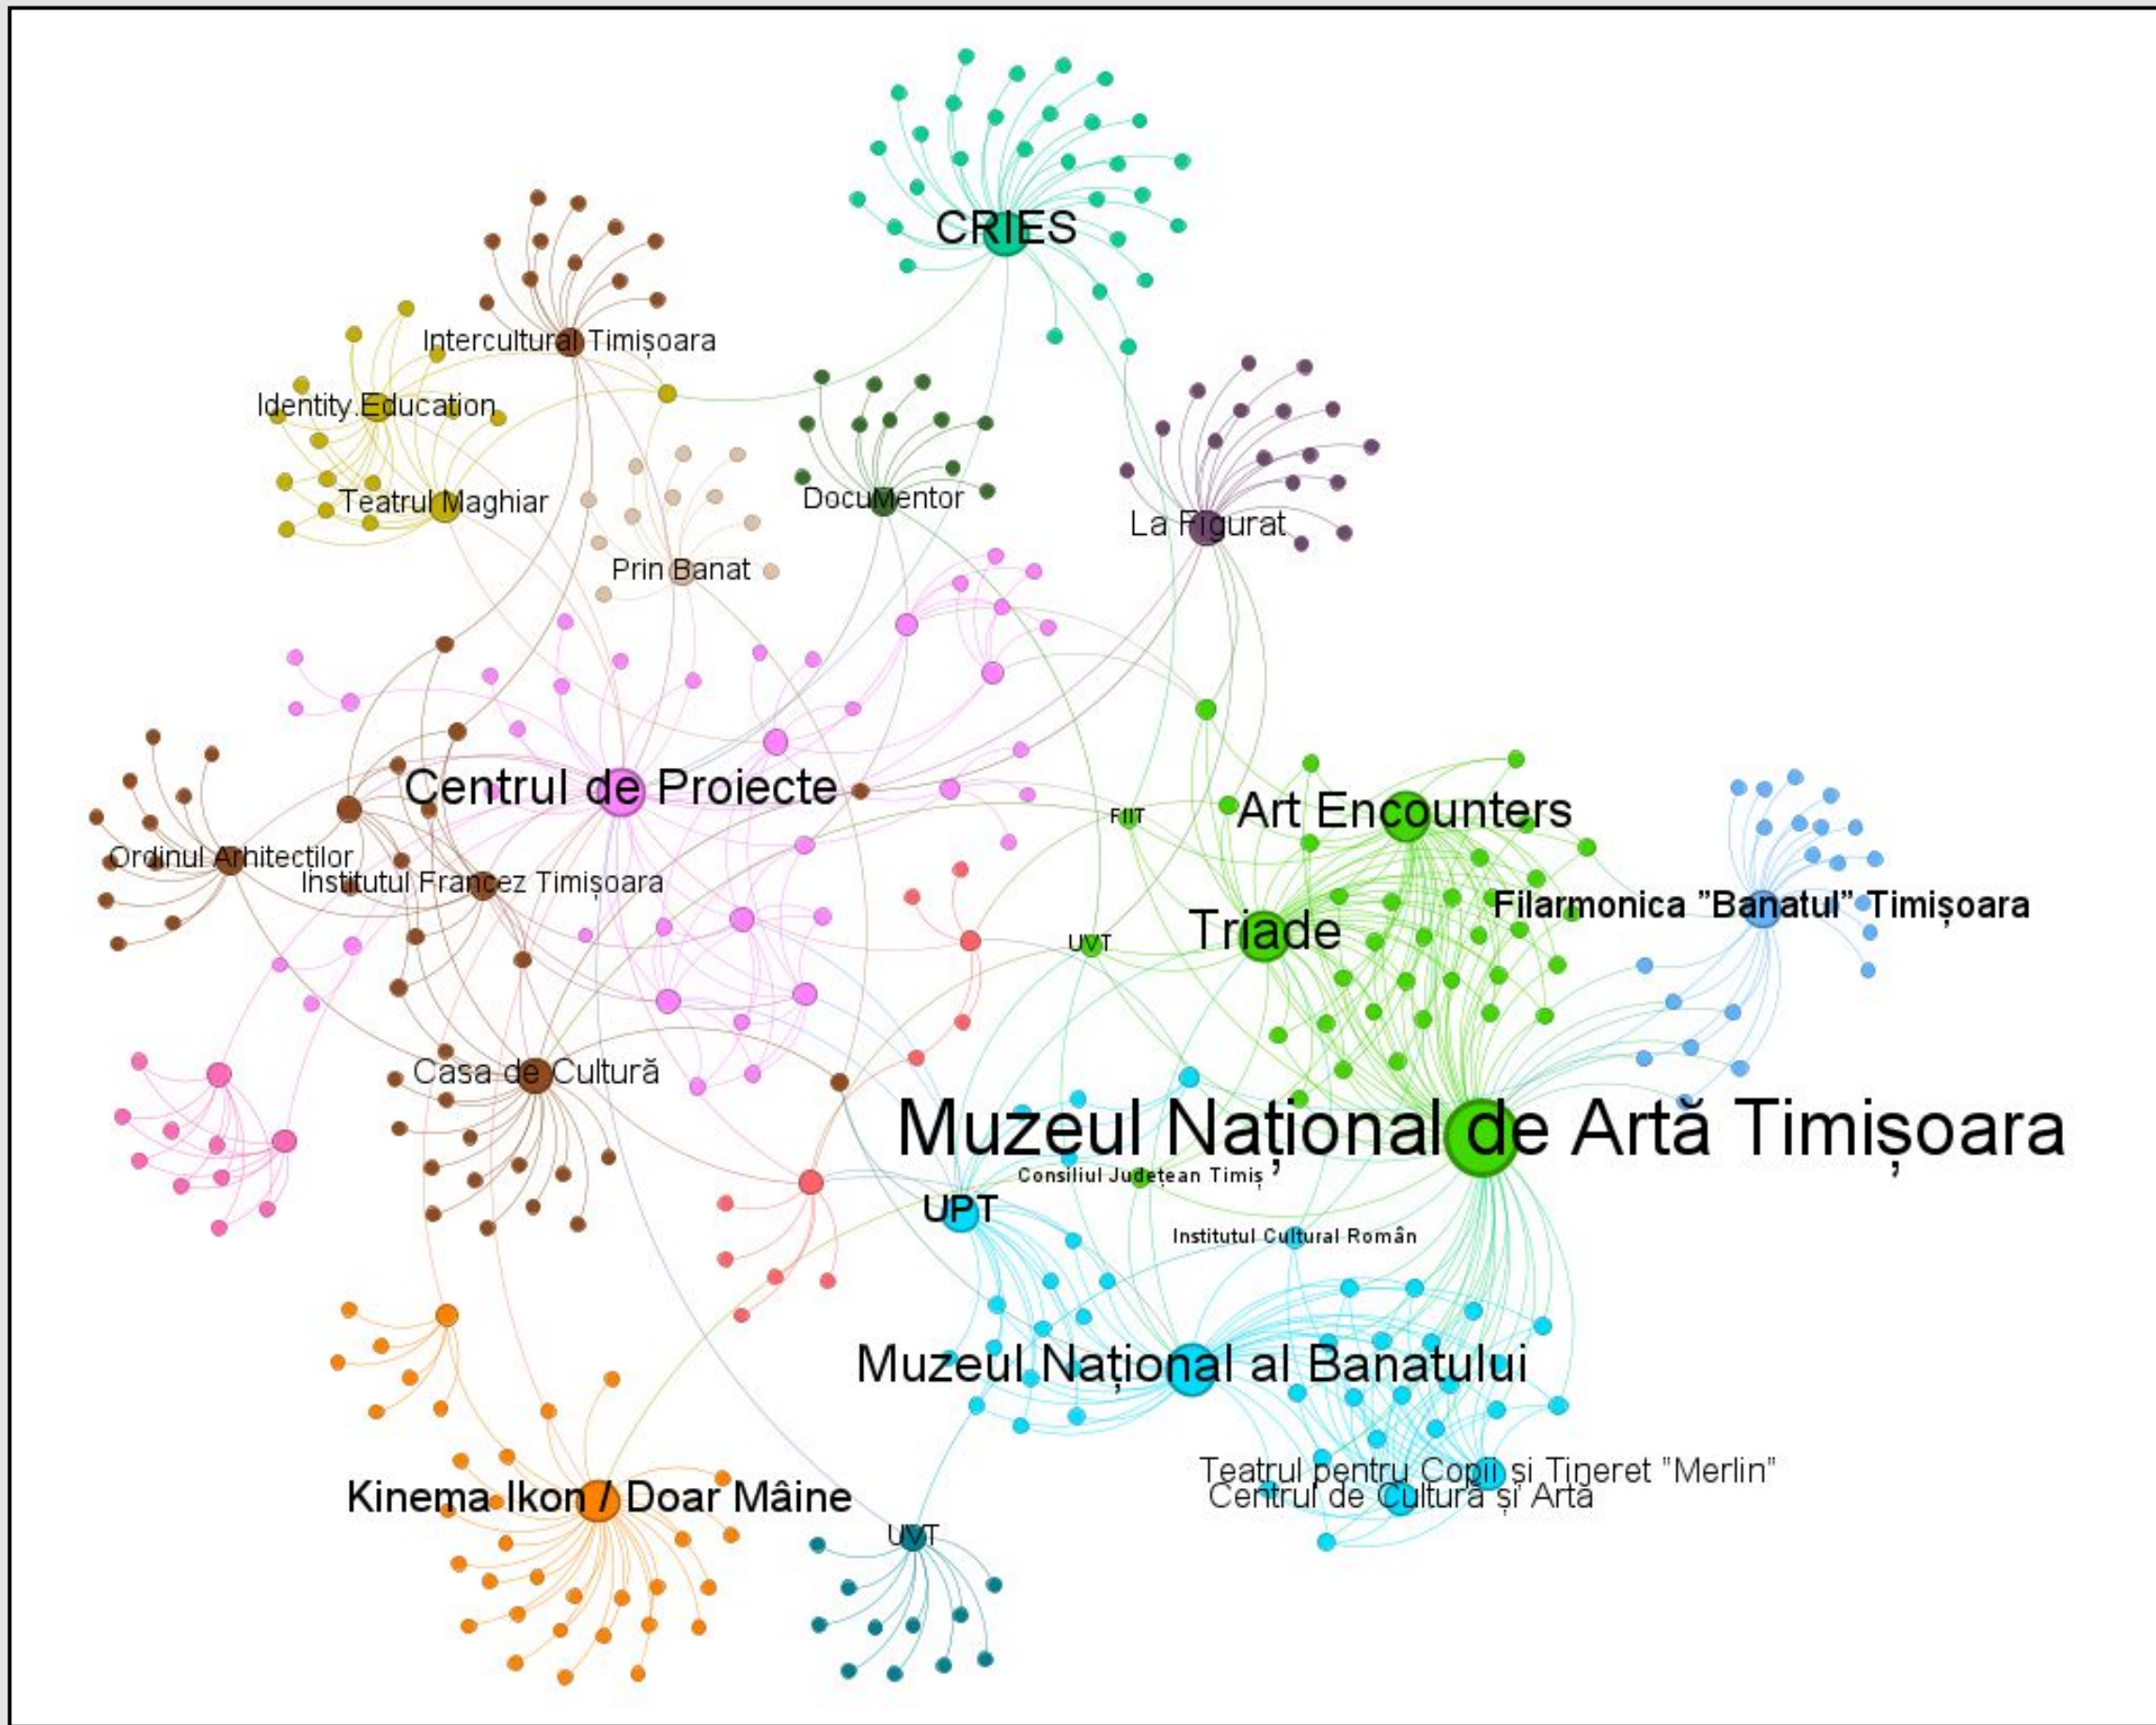 CRIES
Intercultural Timișoara
Identity.Education
Teatrul Maghiar
DocuMentor
La Figurat
Prin Banat
Centrul de Proiecte
FIIT
Art Encounters
Ordinul Arhitecților
Institutul Francez Timișoara
Filarmonica ”Banatul” Timișoara
Triade
UVT
Casa de Cultură
Muzeul Național de Artă Timișoara
Consiliul Județean Timiș
UPT
Institutul Cultural Român
Muzeul Național al Banatului
Teatrul pentru Copii și Tineret "Merlin"
Centrul de Cultură și Artă
Kinema Ikon / Doar Mâine
UVT